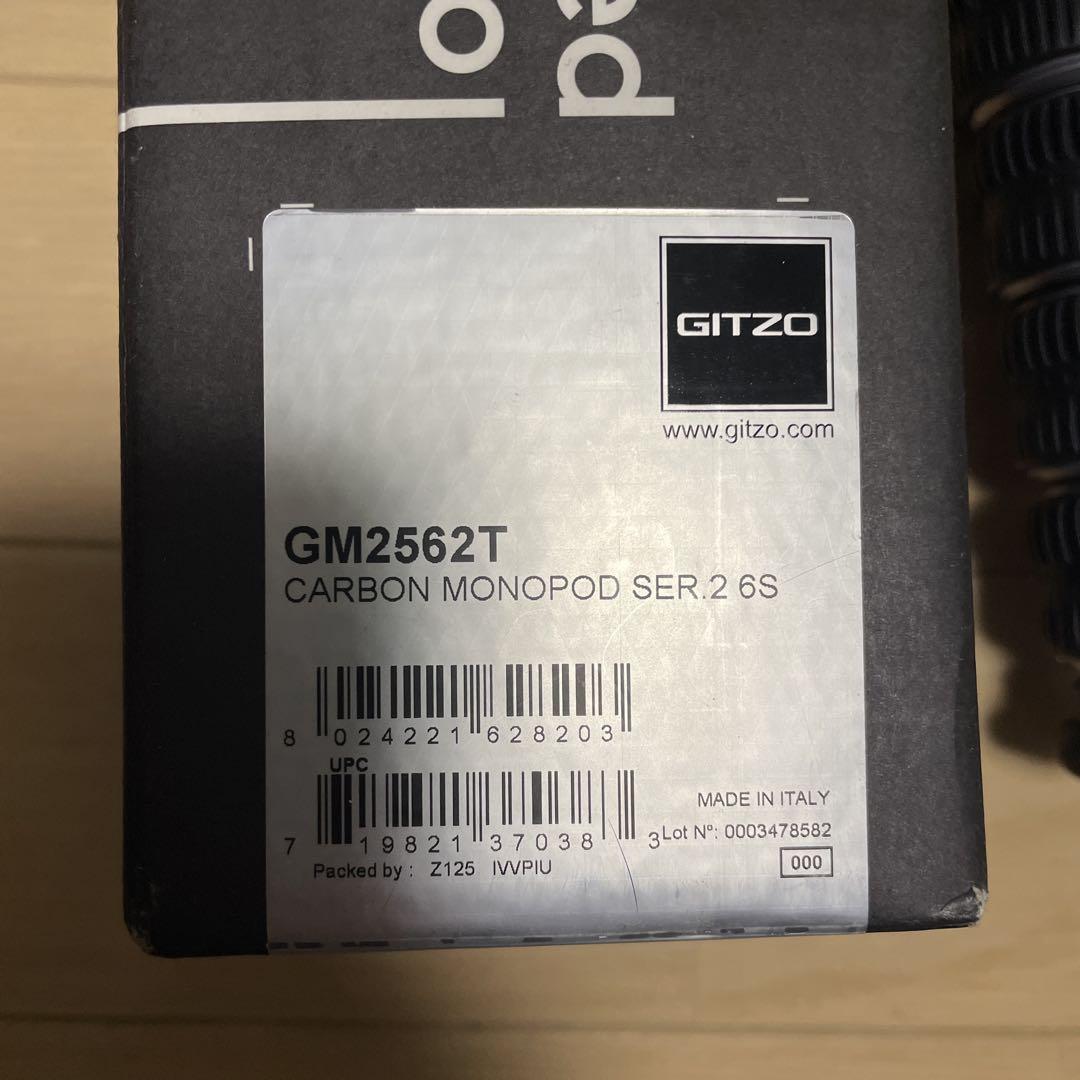 o
ed
GITZO
www.gitzo.com
GM2562T
CARBON MONOPOD SER.2 6S
8 024221 628203
UPC
7 19821 37038 3
MADE IN ITALY
Lot N°: 0003478582
Packed by : Z125 IVVPIU
000